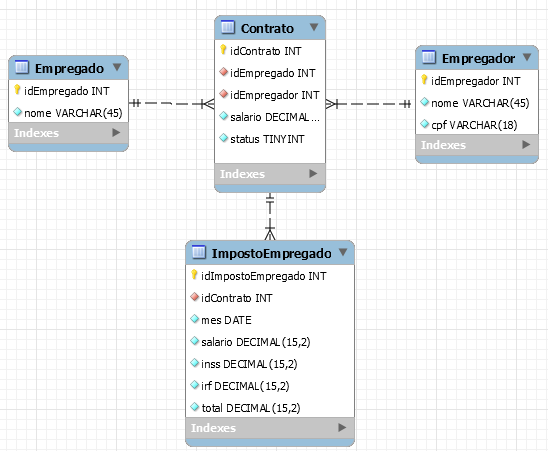 Contrato
idContrato INT
idEmpregado INT
idEmpregador INT
salario DECIMAL...
status TINYINT
Indexes
Empregado
idEmpregado INT
nome VARCHAR(45)
Indexes
Empregador
idEmpregador INT
nome VARCHAR(45)
cpf VARCHAR(18)
Indexes
ImpostoEmpregado
idImpostoEmpregado INT
idContrato INT
mes DATE
salario DECIMAL(15,2)
inss DECIMAL(15,2)
irf DECIMAL(15,2)
total DECIMAL(15,2)
Indexes